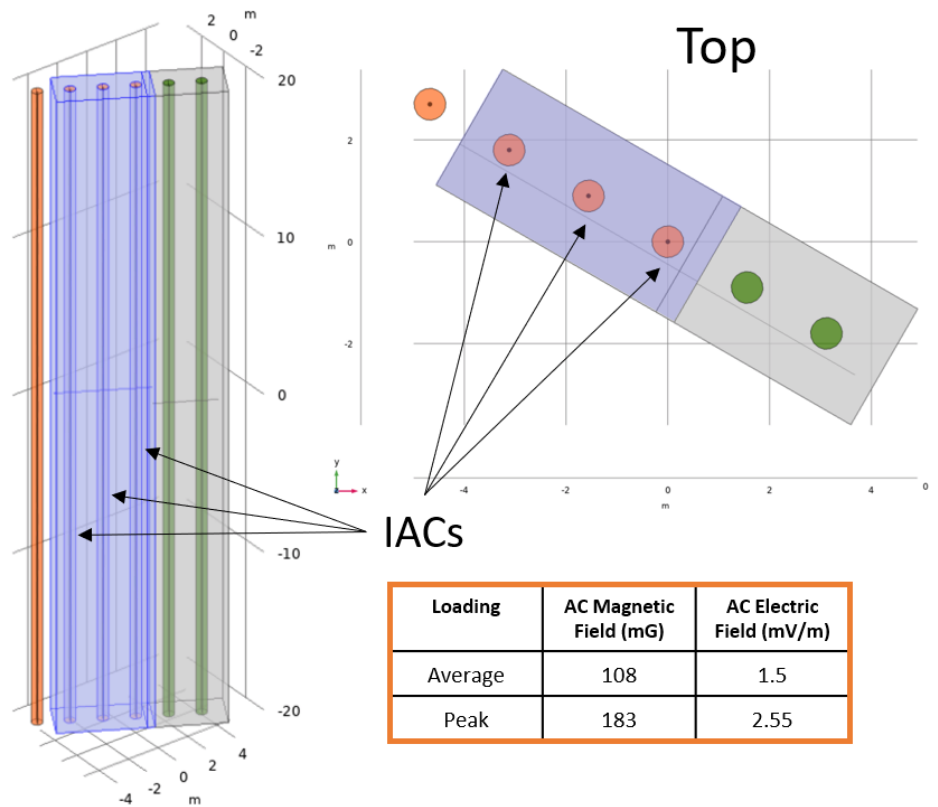 m
2
0
-2
20
10
0
-10
-20
4
2
0
-2
-4
m
Top
2
m 0
-2
y
z x
-4 -2 0 2 4 0
m
IACs
Loading AC Magnetic Field (mG) AC Electric Field (mV/m)
Average 108 1.5
Peak 183 2.55